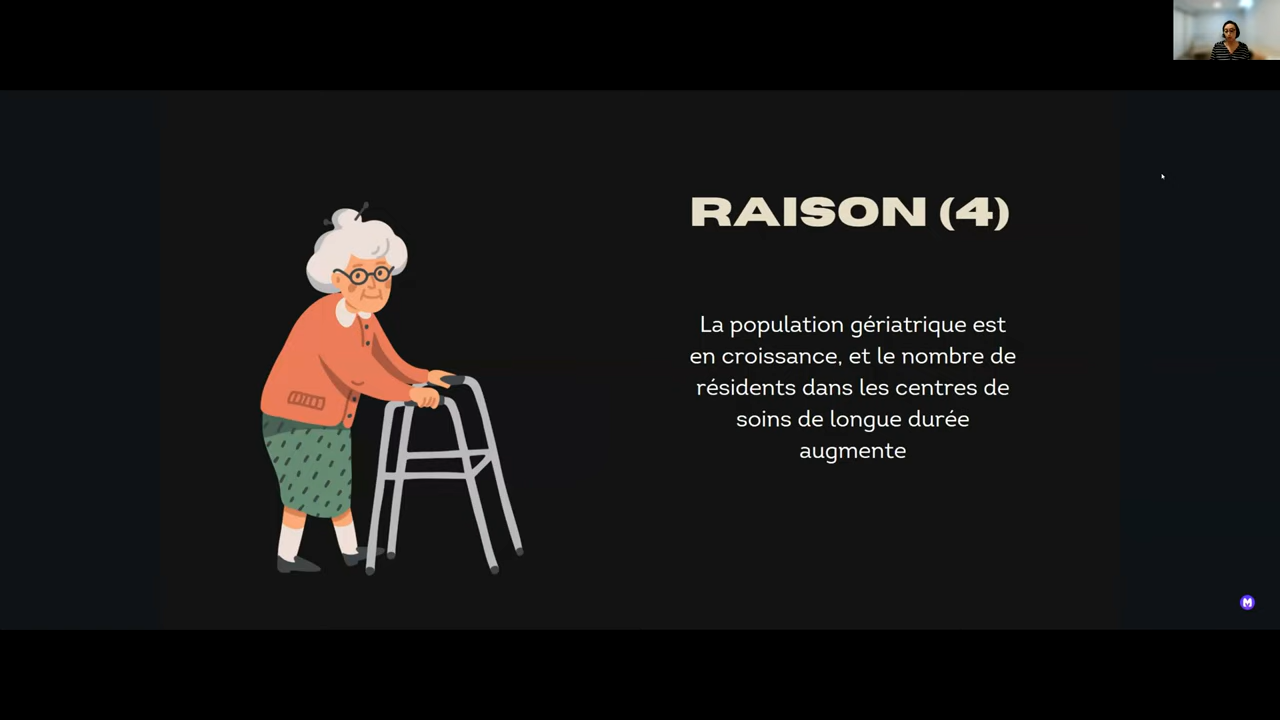 RAISON (4)
La population gériatrique est
en croissance, et le nombre de
résidents dans les centres de
soins de longue durée
augmente
M